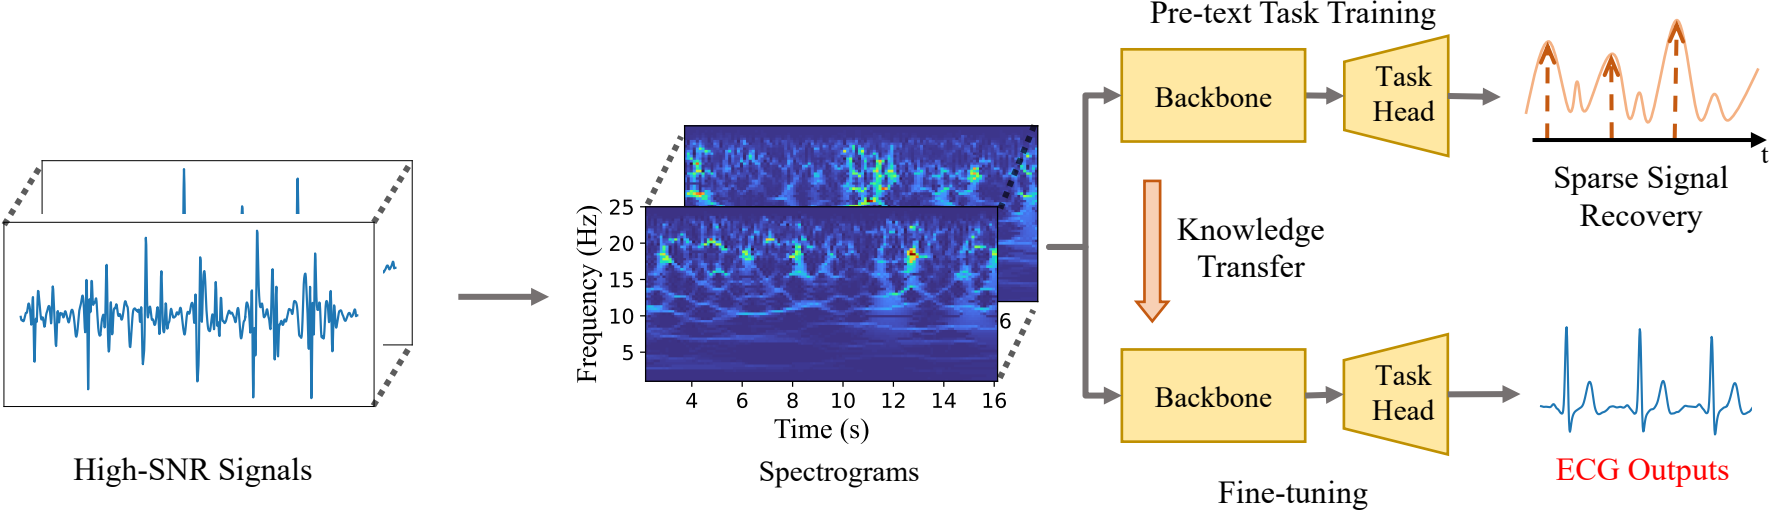 Pre-text Task Training
Backbone
Task
Head
t
Sparse Signal
Recovery
Knowledge
Transfer
Frequency (Hz)
25
20
15
10
5
6
4 6 8 10 12 14 16
Time (s)
Backbone
Task
Head
High-SNR Signals
Spectrograms
ECG Outputs
Fine-tuning